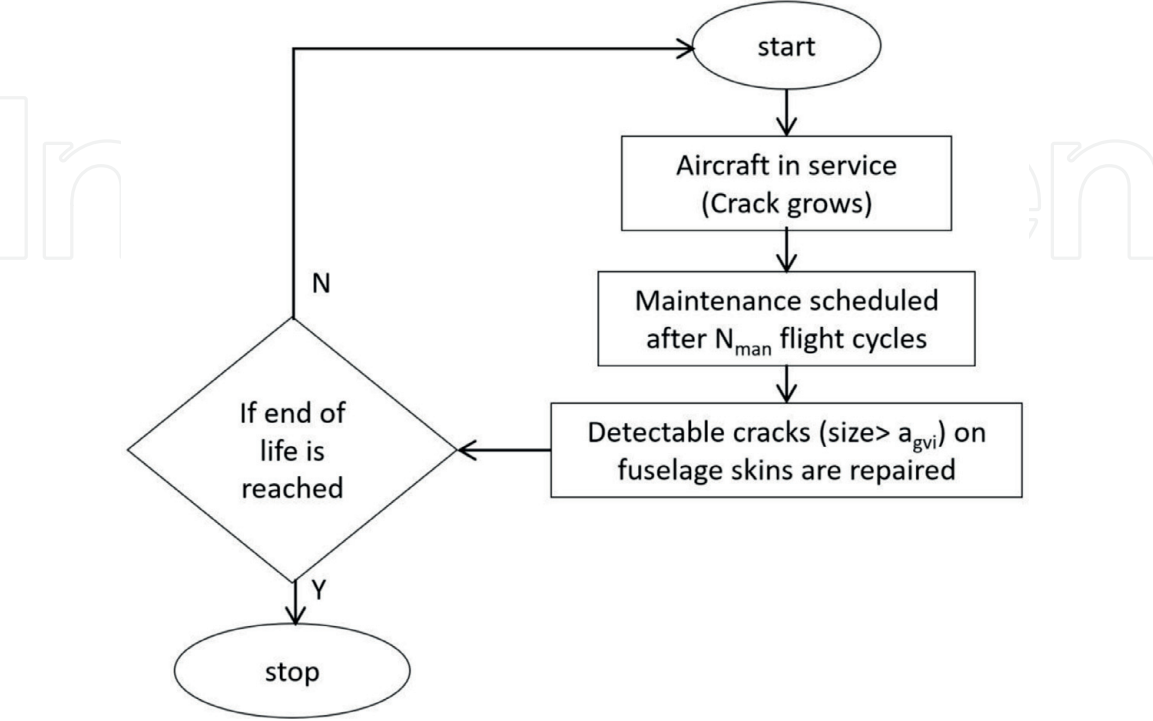 start
Aircraft in service
(Crack grows)
Maintenance scheduled
after Nman flight cycles
Detectable cracks (size> agvi) on
fuselage skins are repaired
If end of
life is
reached
N
Y
stop